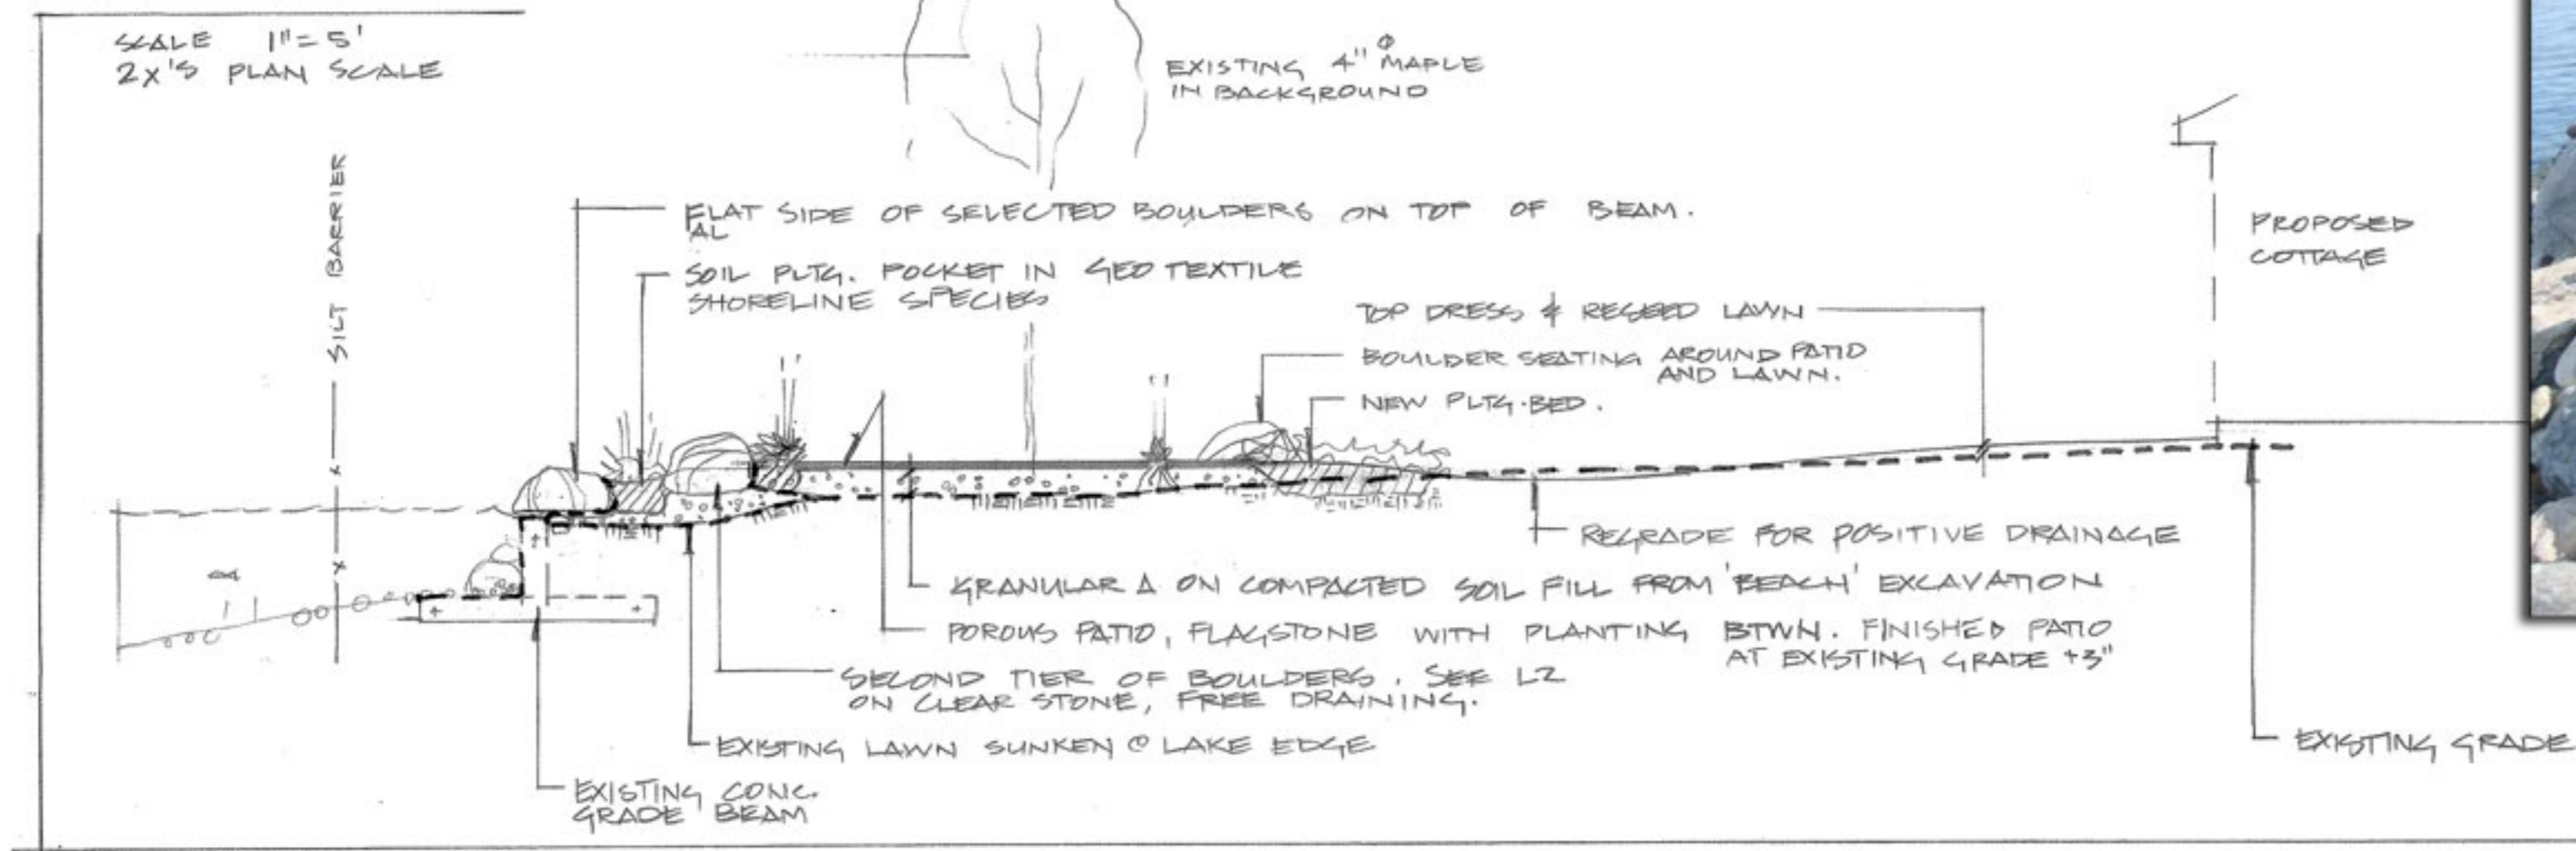 SCALE 1"=5'
2X'S PLAN SCALE
EXISTING 4" Φ MAPLE
IN BACKGROUND
SILT BARRIER
FLAT SIDE OF SELECTED BOULDERS ON TOP OF BEAM.
AL
SOIL PLTG. POCKET IN GEOTEXTILE
SHORELINE SPECIES
PROPOSED
COTTAGE
TOP DRESS & RESEED LAWN
BOULDER SEATING AROUND PATIO
AND LAWN.
NEW PLTG. BED.
REGRADE FOR POSITIVE DRAINAGE
GRANULAR A ON COMPACTED SOIL FILL FROM 'BEACH' EXCAVATION
POROUS PATIO, FLAGSTONE WITH PLANTING BTWN. FINISHED PATIO
AT EXISTING GRADE +3"
SECOND TIER OF BOULDERS. SEE L2
ON CLEAR STONE, FREE DRAINING.
EXISTING LAWN SUNKEN @ LAKE EDGE
EXISTING GRADE
EXISTING CONC.
GRADE BEAM